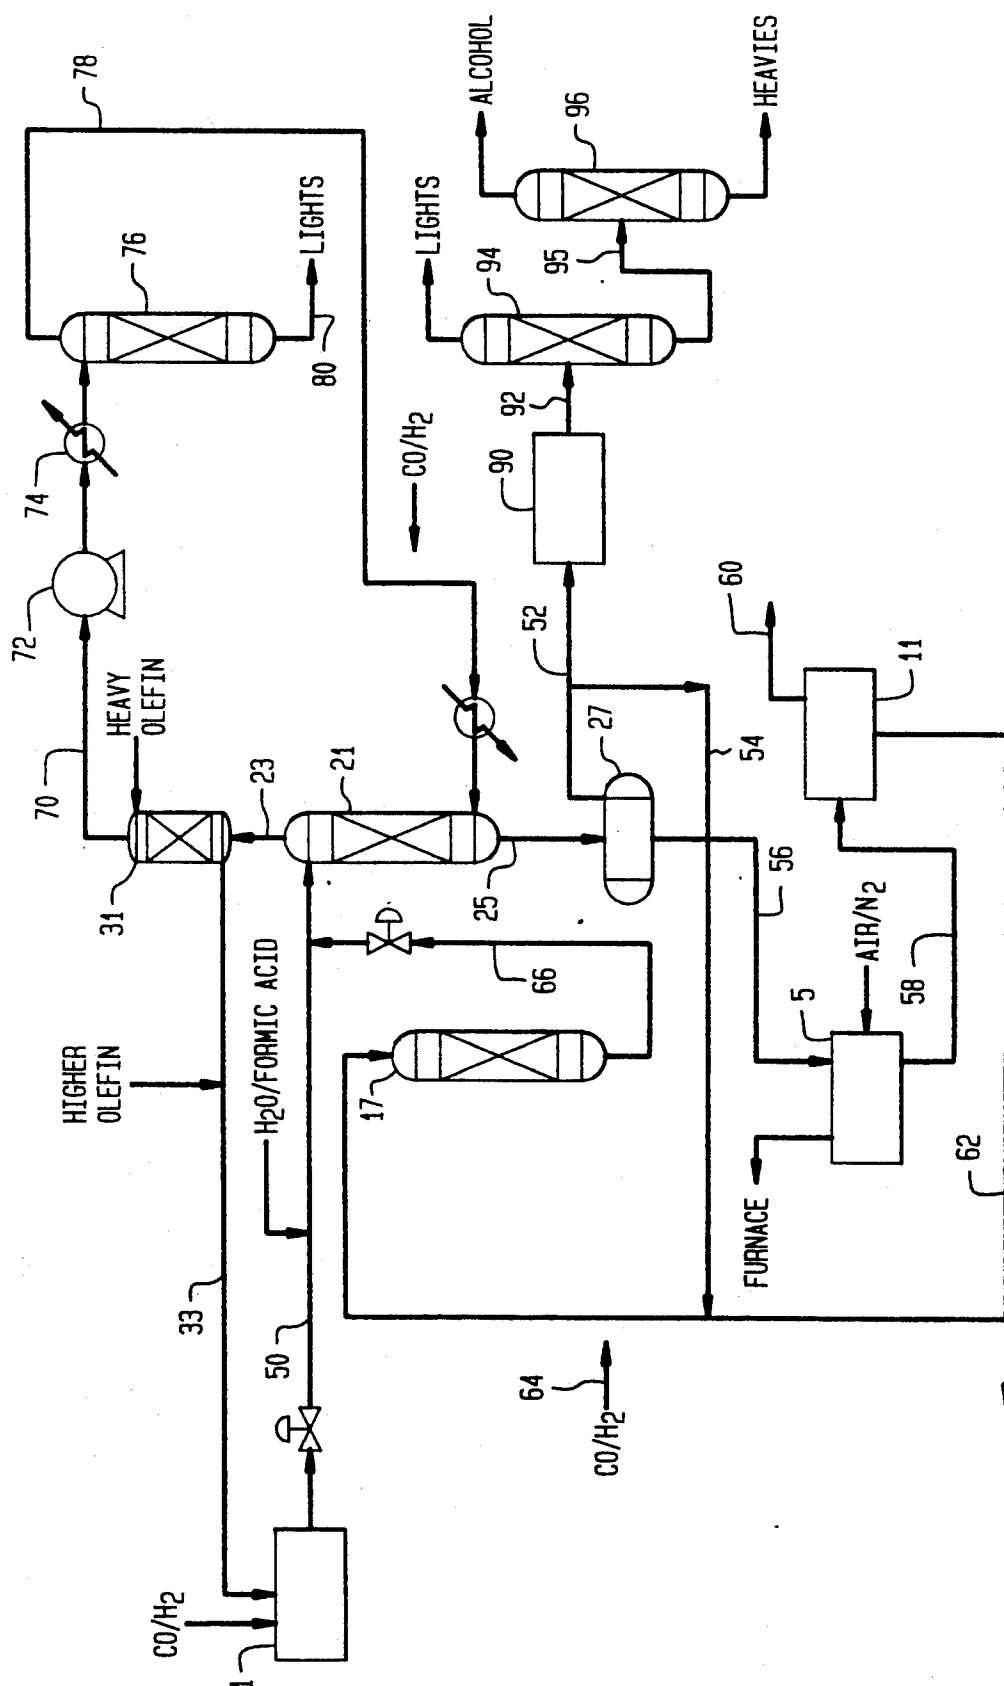 78
ALCOHOL
96
HEAVIES
76
LIGHTS
80
LIGHTS
94
95
74
CO/H2
92
90
72
HEAVY
OLEFIN
70
23
21
52
60
27
11
54
31
25
56
H2O/FORMIC ACID
66
AIR/N2
58
5
HIGHER
OLEFIN
17
62
FURNACE
33
50
64
CO/H2
CO/H2
1